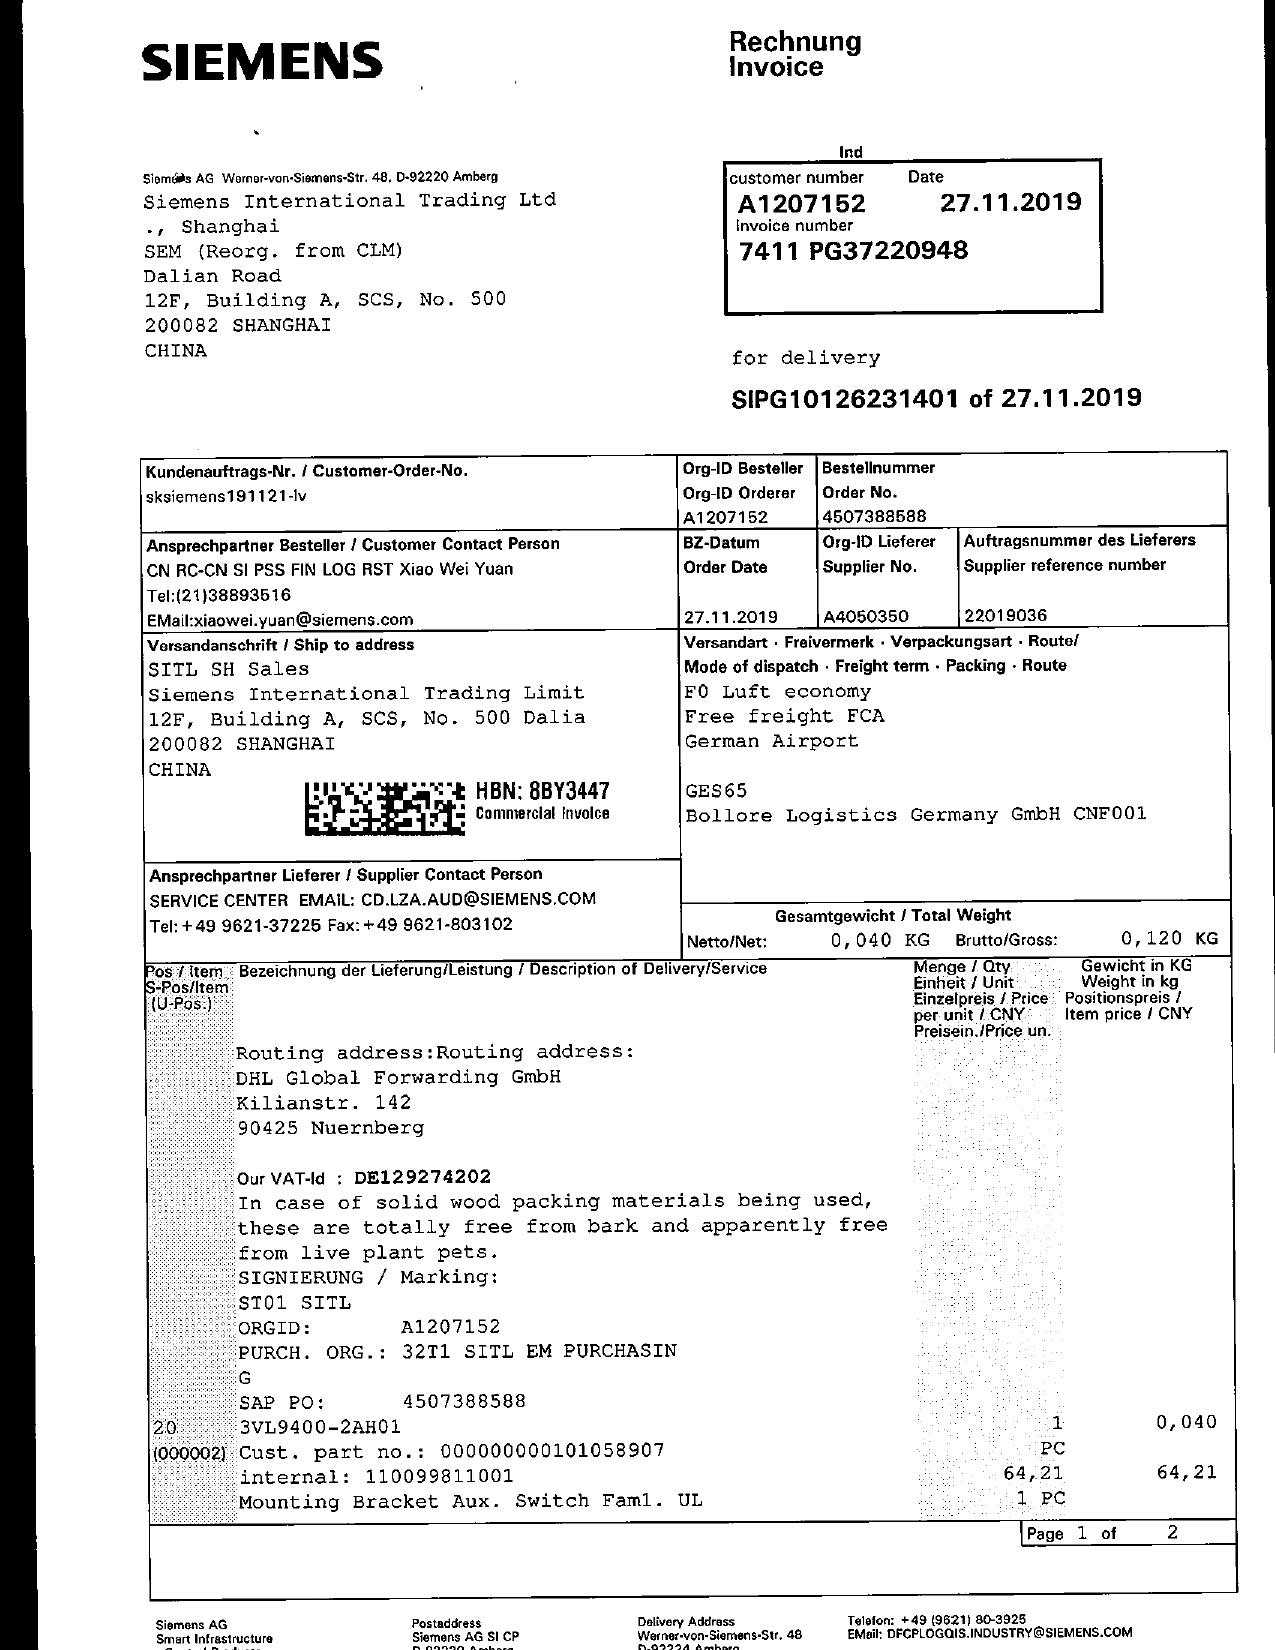 SIEMENS
Rechnung
Invoice
Ind
customer number Date
A1207152 27.11.2019
Invoice number
7411 PG37220948
Siemens AG Werner-von-Siemens-Str. 48, D-92220 Amberg
Siemens International Trading Ltd
., Shanghai
SEM (Reorg. from CLM)
Dalian Road
12F, Building A, SCS, No. 500
200082 SHANGHAI
CHINA
for delivery
SIPG10126231401 of 27.11.2019
Kundenauftrags-Nr. / Customer-Order-No.
sksiemens191121-lv
Org-ID Besteller
Org-ID Orderer
A1207152
Bestellnummer
Order No.
4507388588
Ansprechpartner Besteller / Customer Contact Person
CN RC-CN SI PSS FIN LOG RST Xiao Wei Yuan
Tel:(21)38893516
EMail:xiaowei.yuan@siemens.com
BZ-Datum
Order Date
27.11.2019
Org-ID Lieferer
Supplier No.
A4050350
Auftragsnummer des Lieferers
Supplier reference number
22019036
Versandanschrift / Ship to address
SITL SH Sales
Siemens International Trading Limit
12F, Building A, SCS, No. 500 Dalia
200082 SHANGHAI
CHINA
HBN: 8BY3447
Commercial Invoice
Versandart · Freivermerk · Verpackungsart · Route/
Mode of dispatch · Freight term · Packing · Route
F0 Luft economy
Free freight FCA
German Airport
GES65
Bollore Logistics Germany GmbH CNF001
Ansprechpartner Lieferer / Supplier Contact Person
SERVICE CENTER EMAIL: CD.LZA.AUD@SIEMENS.COM
Tel: +49 9621-37225 Fax: +49 9621-803102
Gesamtgewicht / Total Weight
Netto/Net: 0,040 KG Brutto/Gross: 0,120 KG
Pos / Item
S-Pos/Item
(U-Pos.)
Bezeichnung der Lieferung/Leistung / Description of Delivery/Service
Menge / Qty
Einheit / Unit
Einzelpreis / Price
per unit / CNY
Preisein./Price un.
Gewicht in KG
Weight in kg
Positionspreis /
Item price / CNY
Routing address:Routing address:
DHL Global Forwarding GmbH
Kilianstr. 142
90425 Nuernberg
Our VAT-Id : DE129274202
In case of solid wood packing materials being used,
these are totally free from bark and apparently free
from live plant pets.
SIGNIERUNG / Marking:
ST01 SITL
ORGID: A1207152
PURCH. ORG.: 32T1 SITL EM PURCHASIN
G
SAP PO: 4507388588
20 3VL9400-2AH01 1 0,040
(000002) Cust. part no.: 000000000101058907 PC
internal: 110099811001 64,21 64,21
Mounting Bracket Aux. Switch Faml. UL 1 PC
Page 1 of 2
Siemens AG
Smart Infrastructure
Postaddress
Siemens AG SI CP
Delivery Address
Werner-von-Siemens-Str. 48
D-92224 Amberg
Telefon: +49 (9621) 80-3925
EMail: DFCPLOGQIS.INDUSTRY@SIEMENS.COM